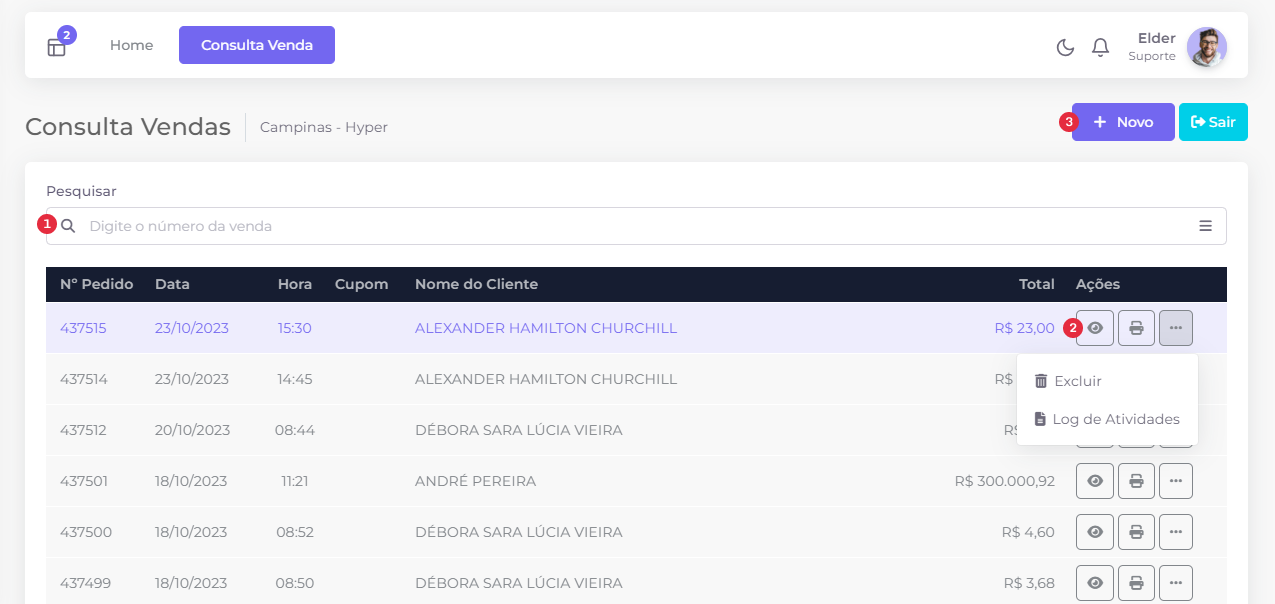 2
Home
Consulta Venda
Elder
Suporte
Consulta Vendas
Campinas - Hyper
3
Novo
Sair
Pesquisar
1
Digite o número da venda
Nº Pedido Data Hora Cupom Nome do Cliente Total Ações
437515 23/10/2023 15:30 ALEXANDER HAMILTON CHURCHILL R$ 23,00 2
437514 23/10/2023 14:45 ALEXANDER HAMILTON CHURCHILL R$
Excluir
Log de Atividades
437512 20/10/2023 08:44 DÉBORA SARA LÚCIA VIEIRA R$
437501 18/10/2023 11:21 ANDRÉ PEREIRA R$ 300.000,92
437500 18/10/2023 08:52 DÉBORA SARA LÚCIA VIEIRA R$ 4,60
437499 18/10/2023 08:50 DÉBORA SARA LÚCIA VIEIRA R$ 3,68